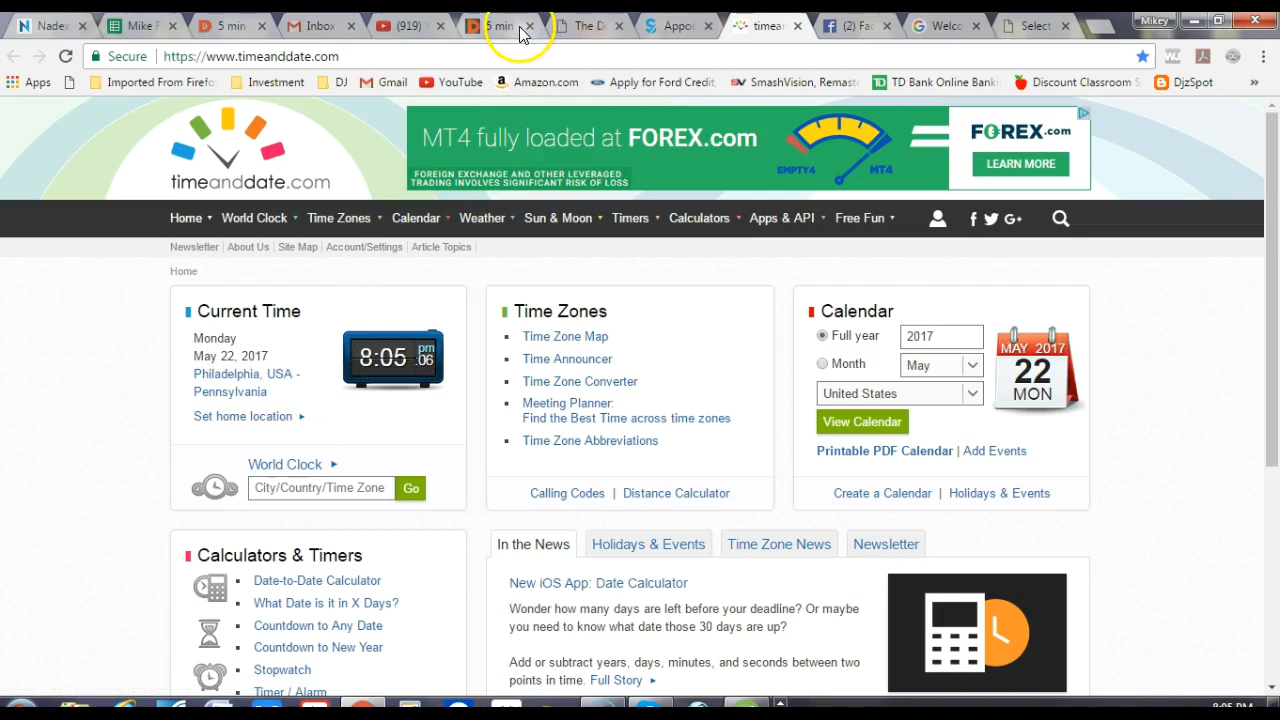 Nadex
Mike F
5 min
Inbox
(919)
5 min
The D
Appoi
timear
(2) Fac
Welco
Select
Mikey
Secure
https://www.timeanddate.com
Apps
Imported From Firefo
Investment
DJ
Gmail
YouTube
Amazon.com
Apply for Ford Credit
SmashVision, Remaste
TD Bank Online Banki
Discount Classroom S
DjzSpot
»
timeanddate.com
MT4 fully loaded at FOREX.com
FOREIGN EXCHANGE AND OTHER LEVERAGED
TRADING INVOLVES SIGNIFICANT RISK OF LOSS
EMPTY4
MT4
FOREX.com
LEARN MORE
Home
World Clock
Time Zones
Calendar
Weather
Sun & Moon
Timers
Calculators
Apps & API
Free Fun
Newsletter
About Us
Site Map
Account/Settings
Article Topics
Home
Current Time
Monday
May 22, 2017
Philadelphia, USA -
Pennsylvania
Set home location
8:05 pm 06
World Clock
City/Country/Time Zone
Go
Time Zones
Time Zone Map
Time Announcer
Time Zone Converter
Meeting Planner:
Find the Best Time across time zones
Time Zone Abbreviations
Calling Codes | Distance Calculator
Calendar
Full year
2017
Month
May
United States
View Calendar
MAY 2017
22
MON
Printable PDF Calendar | Add Events
Create a Calendar | Holidays & Events
Calculators & Timers
Date-to-Date Calculator
What Date is it in X Days?
Countdown to Any Date
Countdown to New Year
Stopwatch
Timer / Alarm
In the News
Holidays & Events
Time Zone News
Newsletter
New iOS App: Date Calculator
Wonder how many days are left before your deadline? Or maybe
you need to know what date those 30 days are up?
Add or subtract years, days, minutes, and seconds between two
points in time. Full Story
8:05 PM